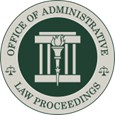 OFFICE OF ADMINISTRATIVE
LAW PROCEEDINGS